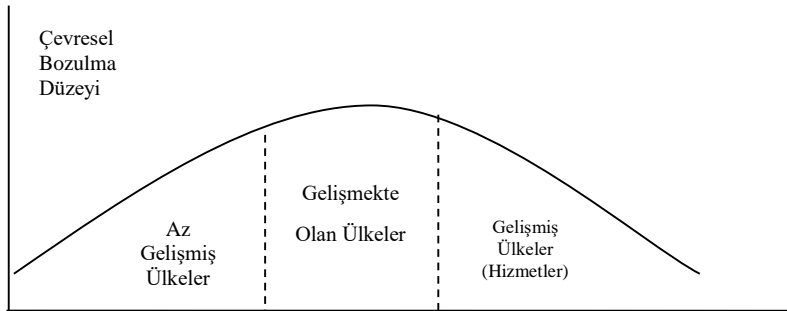 Çevresel
Bozulma
Düzeyi
Gelişmekte
Olan Ülkeler
Az
Gelişmiş
Ülkeler
Gelişmiş
Ülkeler
(Hizmetler)